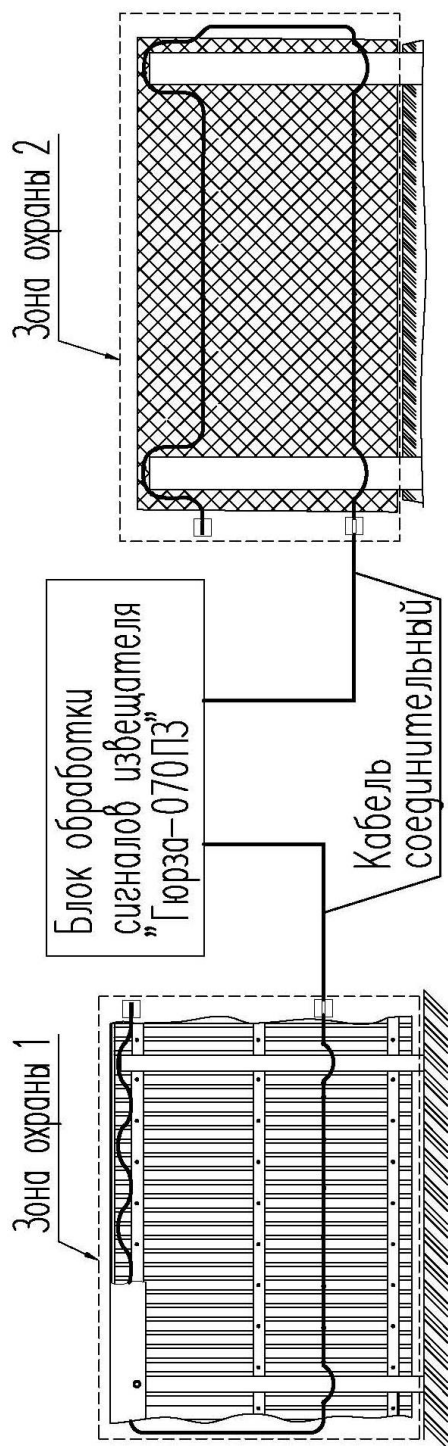 Зона охраны 1
Блок обработки
сигналов извещателя
"Гюрза-070ПЗ"
Кабель
соединительный
Зона охраны 2